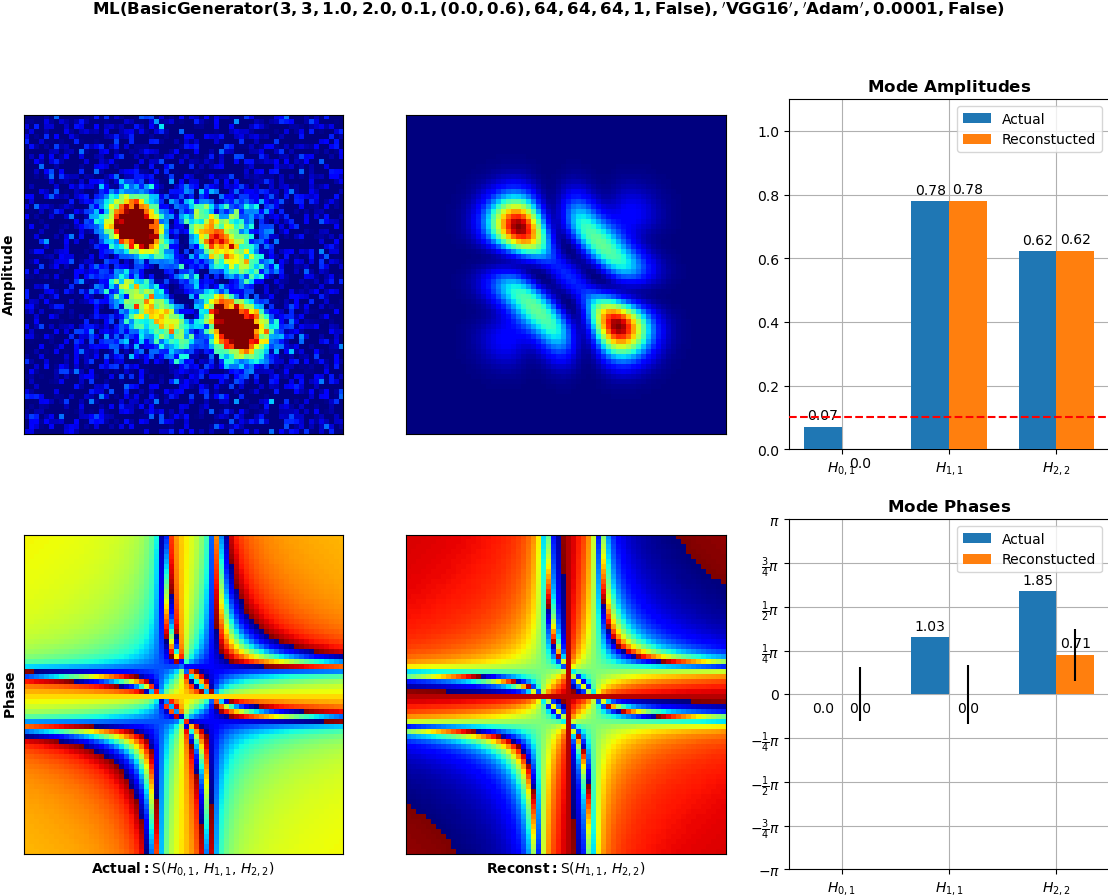 ML(BasicGenerator(3, 3, 1.0, 2.0, 0.1, (0.0, 0.6), 64, 64, 64, 1, False), ′VGG16′, ′Adam′, 0.0001, False)
Amplitude
Mode Amplitudes
Actual
Reconstucted
1.0
0.8
0.6
0.4
0.2
0.0
0.07
0.0
0.78
0.78
0.62
0.62
H0, 1
H1, 1
H2, 2
Phase
Actual: S(H0, 1, H1, 1, H2, 2)
Reconst: S(H1, 1, H2, 2)
Mode Phases
Actual
Reconstucted
π
3/4π
1/2π
1/4π
0
−1/4π
−1/2π
−3/4π
−π
0.0
0.0
1.03
0.0
1.85
0.71
H0, 1
H1, 1
H2, 2